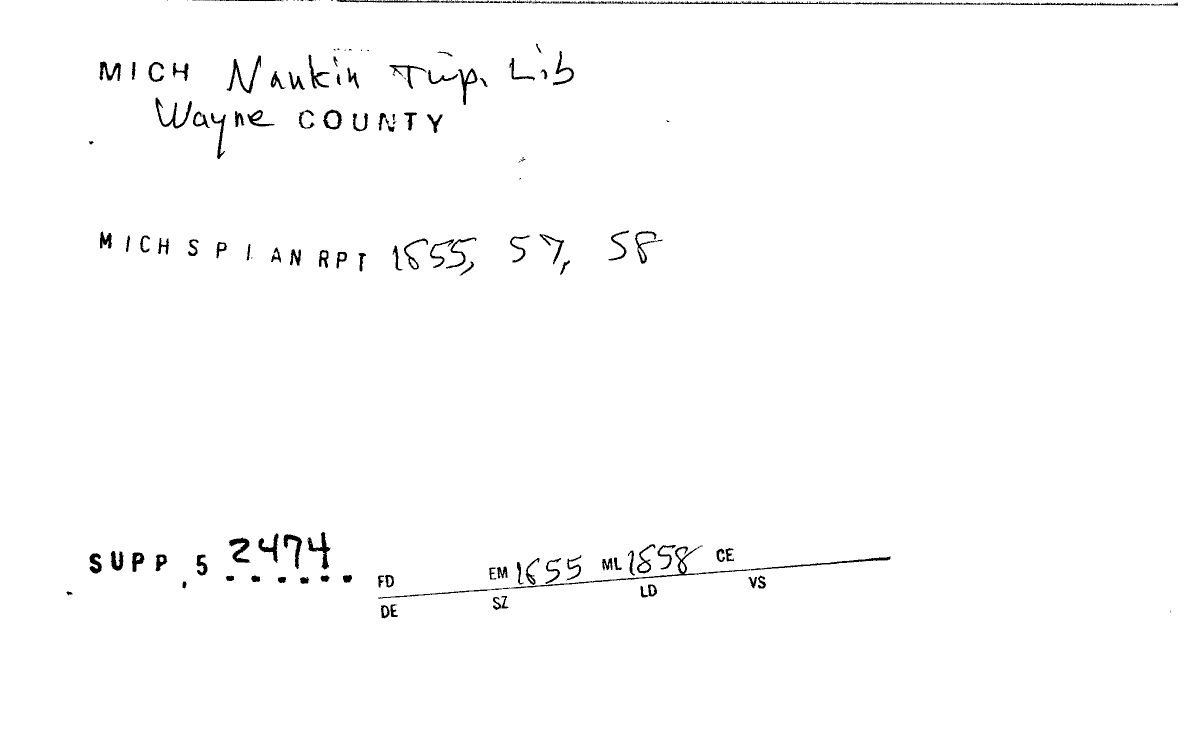 MICH Nankin Twp. Lib
Wayne COUNTY
MICH S P I AN RPT 1855, 57, 58
SUPP.5 2474
FD EM 1855 ML 1858 CE
DE SZ LD VS